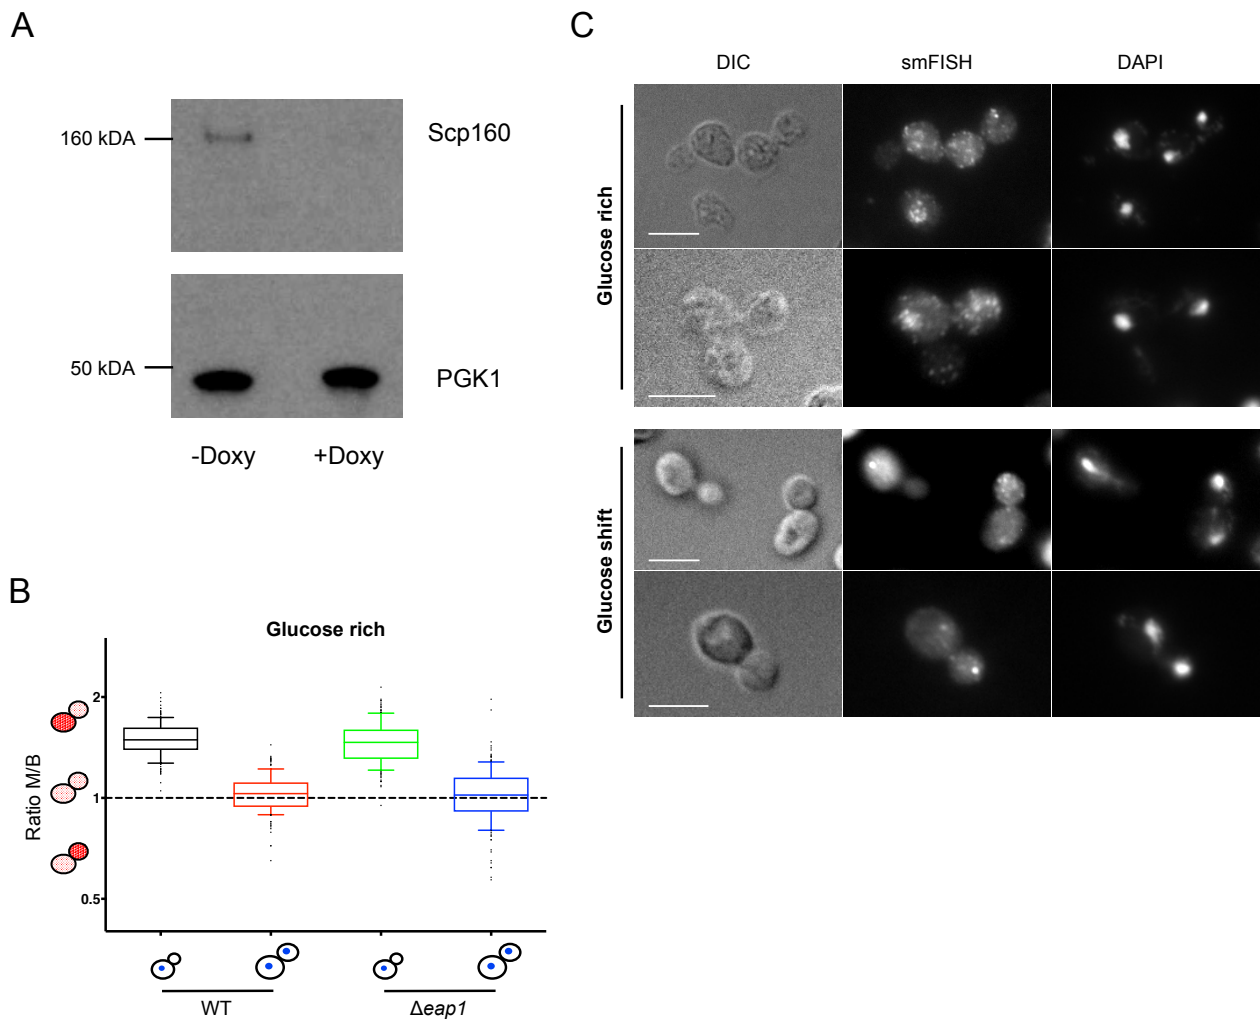 A
160 kDA
Scp160
50 kDA
PGK1
-Doxy +Doxy
B
Glucose rich
Ratio M/B
2
1
0.5
WT
Δeap1
C
DIC smFISH DAPI
Glucose rich
Glucose shift